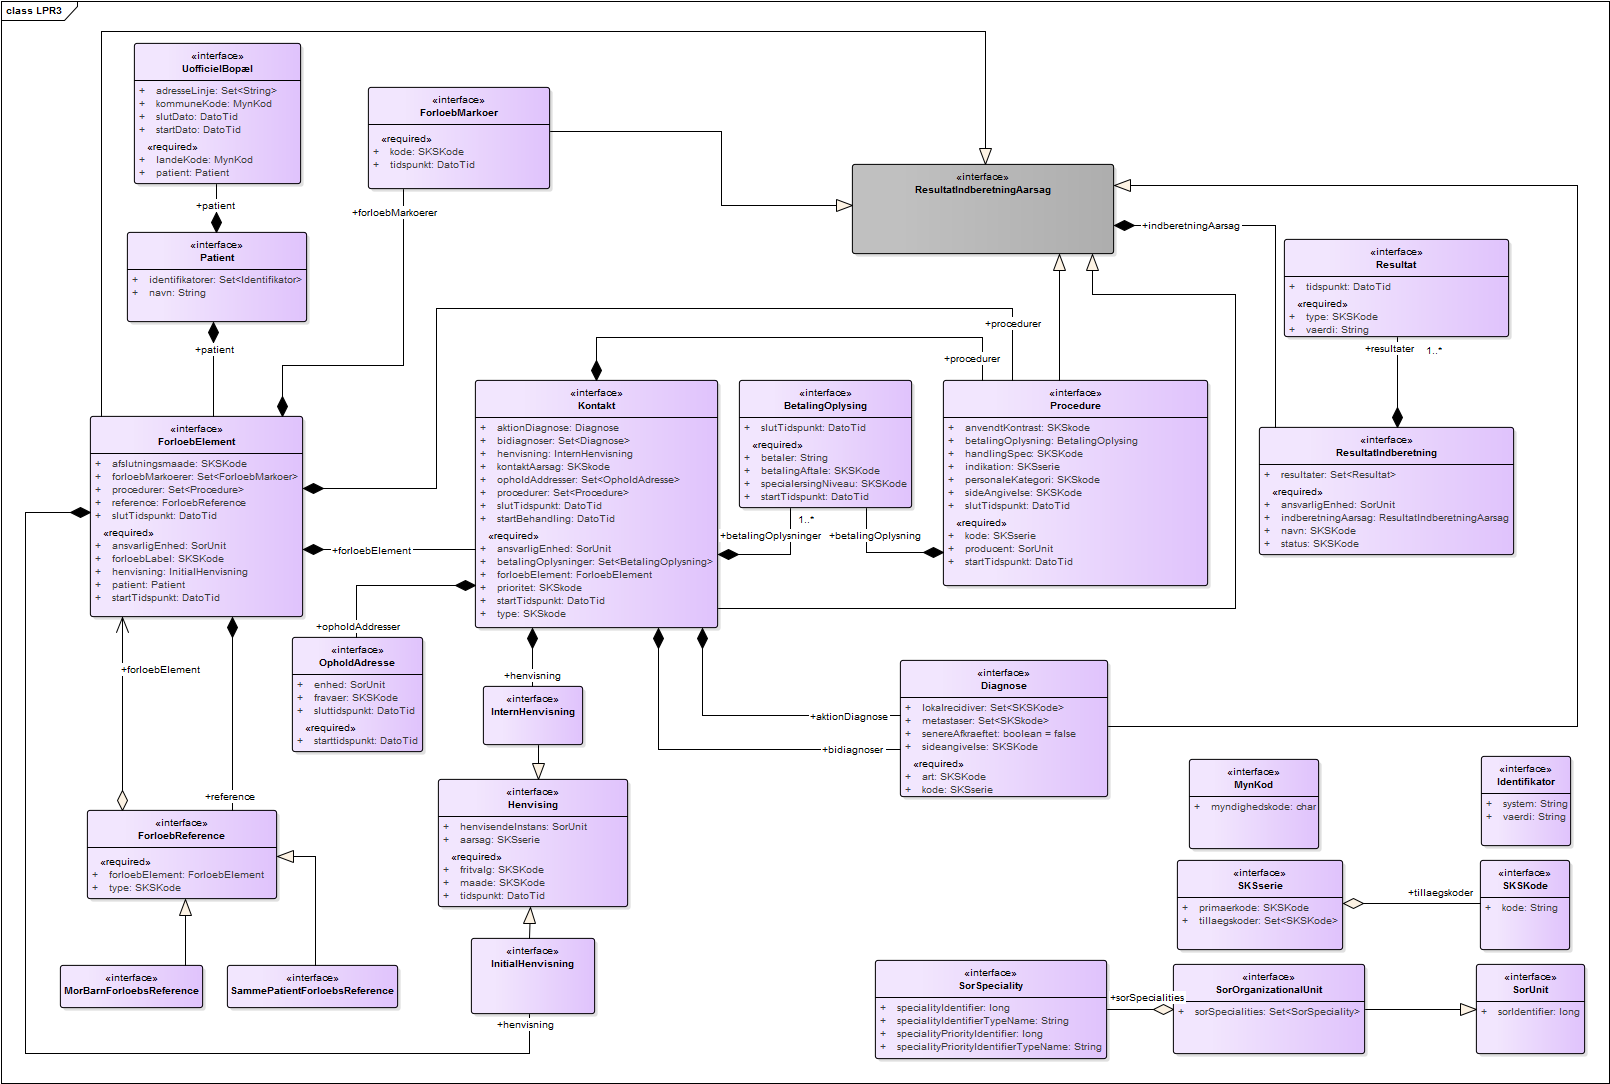 class LPR3
«interface»
UofficielBopæl
+ adresseLinje: Set<String>
+ kommuneKode: MynKod
+ slutDato: DatoTid
+ startDato: DatoTid
«required»
+ landeKode: MynKod
+ patient: Patient
+patient
«interface»
Patient
+ identifikatorer: Set<Identifikator>
+ navn: String
+patient
«interface»
ForloebMarkoer
«required»
+ kode: SKSKode
+ tidspunkt: DatoTid
+forloebMarkoerer
«interface»
ResultatIndberetningAarsag
+indberetningAarsag
«interface»
Resultat
+ tidspunkt: DatoTid
«required»
+ type: SKSKode
+ vaerdi: String
+resultater 1..*
«interface»
ResultatIndberetning
+ resultater: Set<Resultat>
«required»
+ ansvarligEnhed: SorUnit
+ indberetningAarsag: ResultatIndberetningAarsag
+ navn: SKSKode
+ status: SKSKode
+procedurer
+procedurer
«interface»
ForloebElement
+ afslutningsmaade: SKSKode
+ forloebMarkoerer: Set<ForloebMarkoer>
+ procedurer: Set<Procedure>
+ reference: ForloebReference
+ slutTidspunkt: DatoTid
«required»
+ ansvarligEnhed: SorUnit
+ forloebLabel: SKSKode
+ henvisning: InitialHenvisning
+ patient: Patient
+ startTidspunkt: DatoTid
+forloebElement
«interface»
Kontakt
+ aktionDiagnose: Diagnose
+ bidiagnoser: Set<Diagnose>
+ henvisning: InternHenvisning
+ kontaktAarsag: SKSkode
+ opholdAddresser: Set<OpholdAdresse>
+ procedurer: Set<Procedure>
+ slutTidspunkt: DatoTid
+ startBehandling: DatoTid
«required»
+ ansvarligEnhed: SorUnit
+ betalingOplysninger: Set<BetalingOplysning>
+ forloebElement: ForloebElement
+ prioritet: SKSkode
+ startTidspunkt: DatoTid
+ type: SKSkode
«interface»
BetalingOplysing
+ slutTidspunkt: DatoTid
«required»
+ betaler: String
+ betalingAftale: SKSKode
+ specialersingNiveau: SKSKode
+ startTidspunkt: DatoTid
1..*
+betalingOplysninger
+betalingOplysning
«interface»
Procedure
+ anvendtKontrast: SKSkode
+ betalingOplysning: BetalingOplysing
+ handlingSpec: SKSKode
+ indikation: SKSserie
+ personaleKategori: SKSkode
+ sideAngivelse: SKSKode
+ slutTidspunkt: DatoTid
«required»
+ kode: SKSserie
+ producent: SorUnit
+ startTidspunkt: DatoTid
+opholdAddresser
«interface»
OpholdAdresse
+ enhed: SorUnit
+ fravaer: SKSKode
+ sluttidspunkt: DatoTid
«required»
+ starttidspunkt: DatoTid
+henvisning
«interface»
InternHenvisning
+aktionDiagnose
+bidiagnoser
«interface»
Diagnose
+ lokalrecidiver: Set<SKSKode>
+ metastaser: Set<SKSkode>
+ senereAfkraeftet: boolean = false
+ sideangivelse: SKSKode
«required»
+ art: SKSKode
+ kode: SKSserie
+forloebElement
+reference
«interface»
ForloebReference
«required»
+ forloebElement: ForloebElement
+ type: SKSKode
«interface»
MorBarnForloebsReference
«interface»
SammePatientForloebsReference
«interface»
Henvising
+ henvisendeInstans: SorUnit
+ aarsag: SKSserie
«required»
+ fritvalg: SKSKode
+ maade: SKSKode
+ tidspunkt: DatoTid
«interface»
InitialHenvisning
+henvisning
«interface»
MynKod
+ myndighedskode: char
«interface»
Identifikator
+ system: String
+ vaerdi: String
«interface»
SKSserie
+ primaerkode: SKSKode
+ tillaegskoder: Set<SKSKode>
+tillaegskoder
«interface»
SKSKode
+ kode: String
«interface»
SorSpeciality
+ specialityIdentifier: long
+ specialityIdentifierTypeName: String
+ specialityPriorityIdentifier: long
+ specialityPriorityIdentifierTypeName: String
+sorSpecialities
«interface»
SorOrganizationalUnit
+ sorSpecialities: Set<SorSpeciality>
«interface»
SorUnit
+ sorIdentifier: long